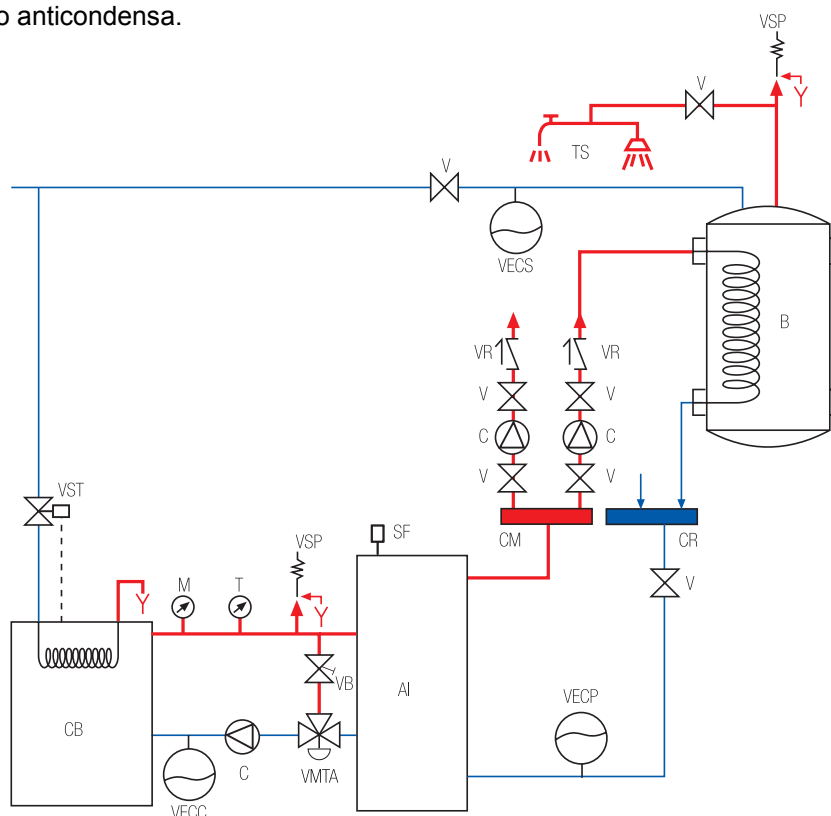 o anticondensa.
VSP
V
TS
V
VECS
B
VR
VR
V
V
C
C
V
V
VST
SF
CM
CR
VSP
M
T
V
VB
AI
VECP
CB
C
VMTA
VECC